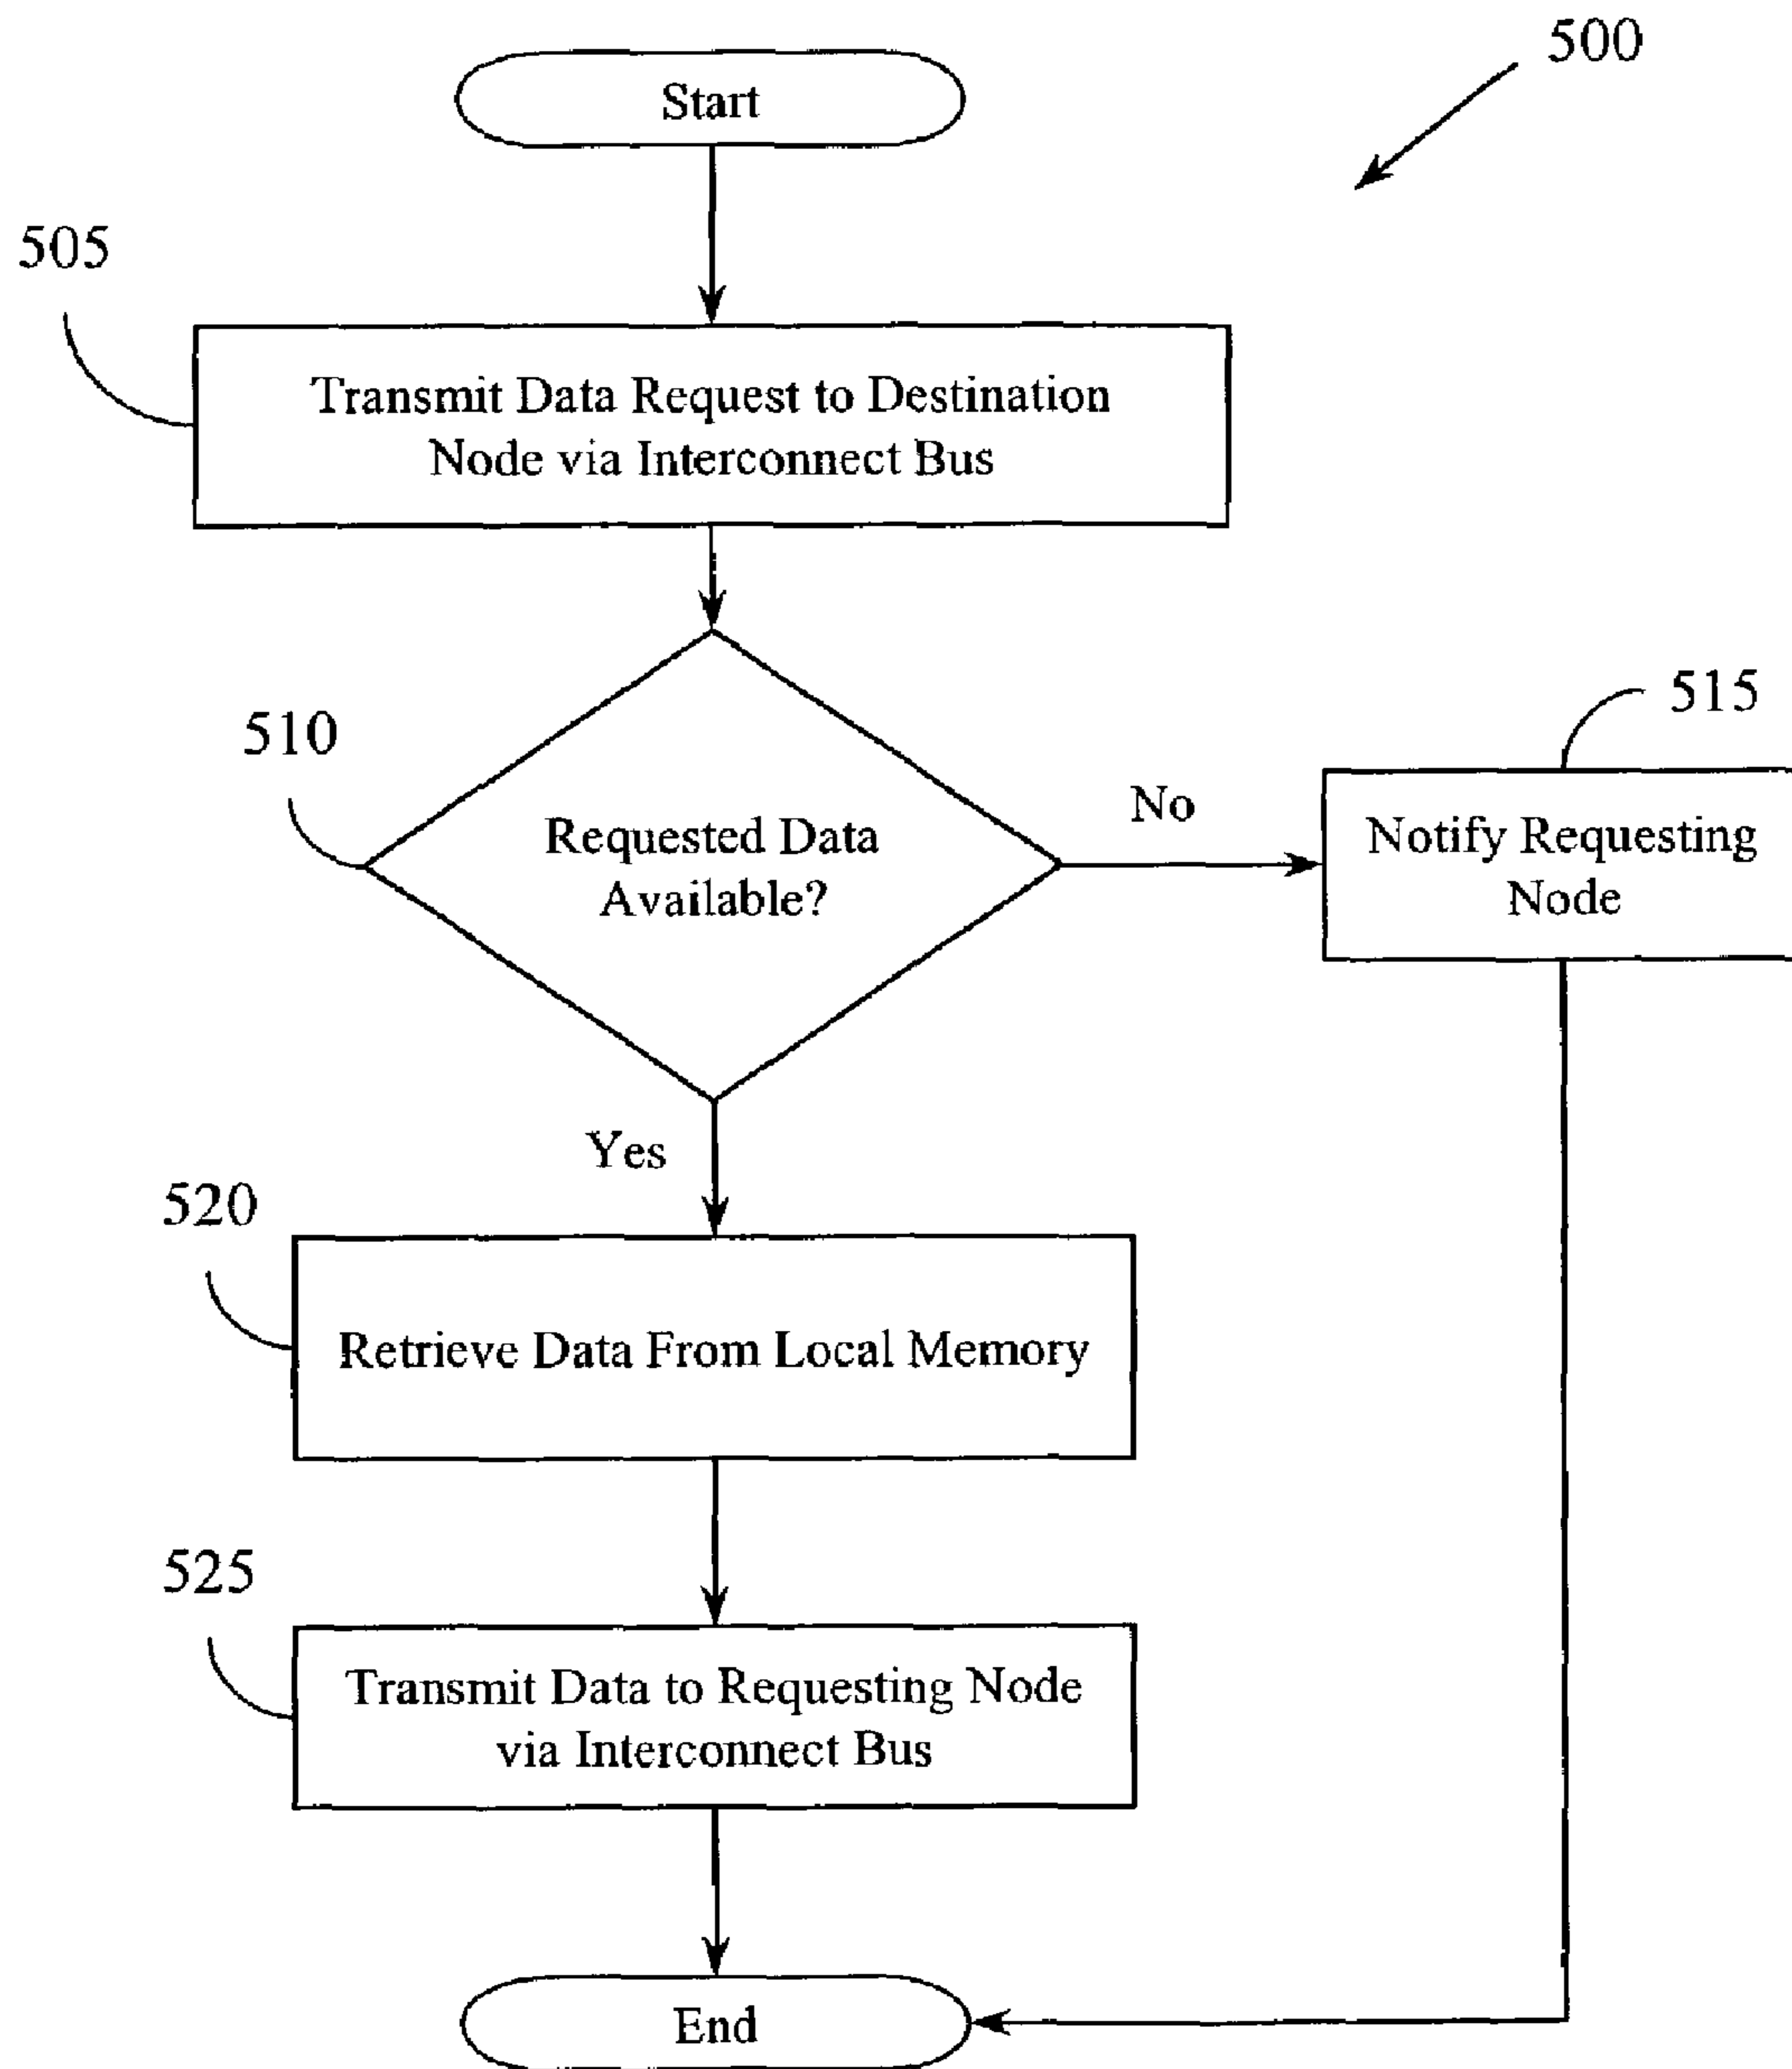 500
Start
505
Transmit Data Request to Destination
Node via Interconnect Bus
510
Requested Data
Available?
No
515
Notify Requesting
Node
Yes
520
Retrieve Data From Local Memory
525
Transmit Data to Requesting Node
via Interconnect Bus
End